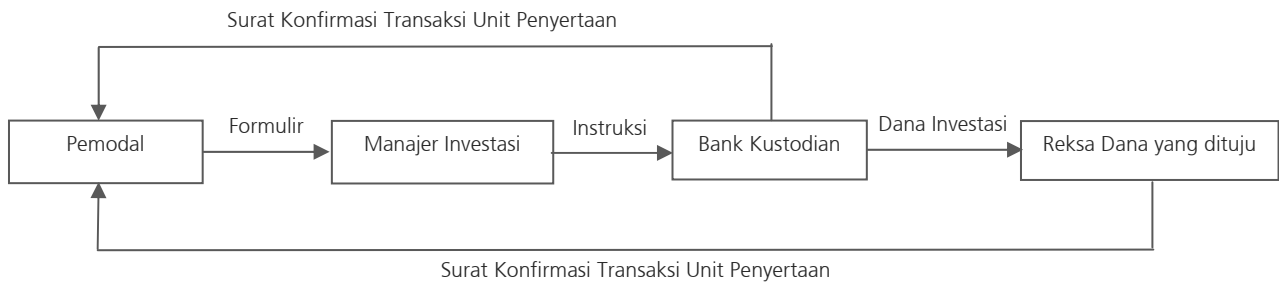 Surat Konfirmasi Transaksi Unit Penyertaan
Pemodal
Formulir
Manajer Investasi
Instruksi
Bank Kustodian
Dana Investasi
Reksa Dana yang dituju
Surat Konfirmasi Transaksi Unit Penyertaan